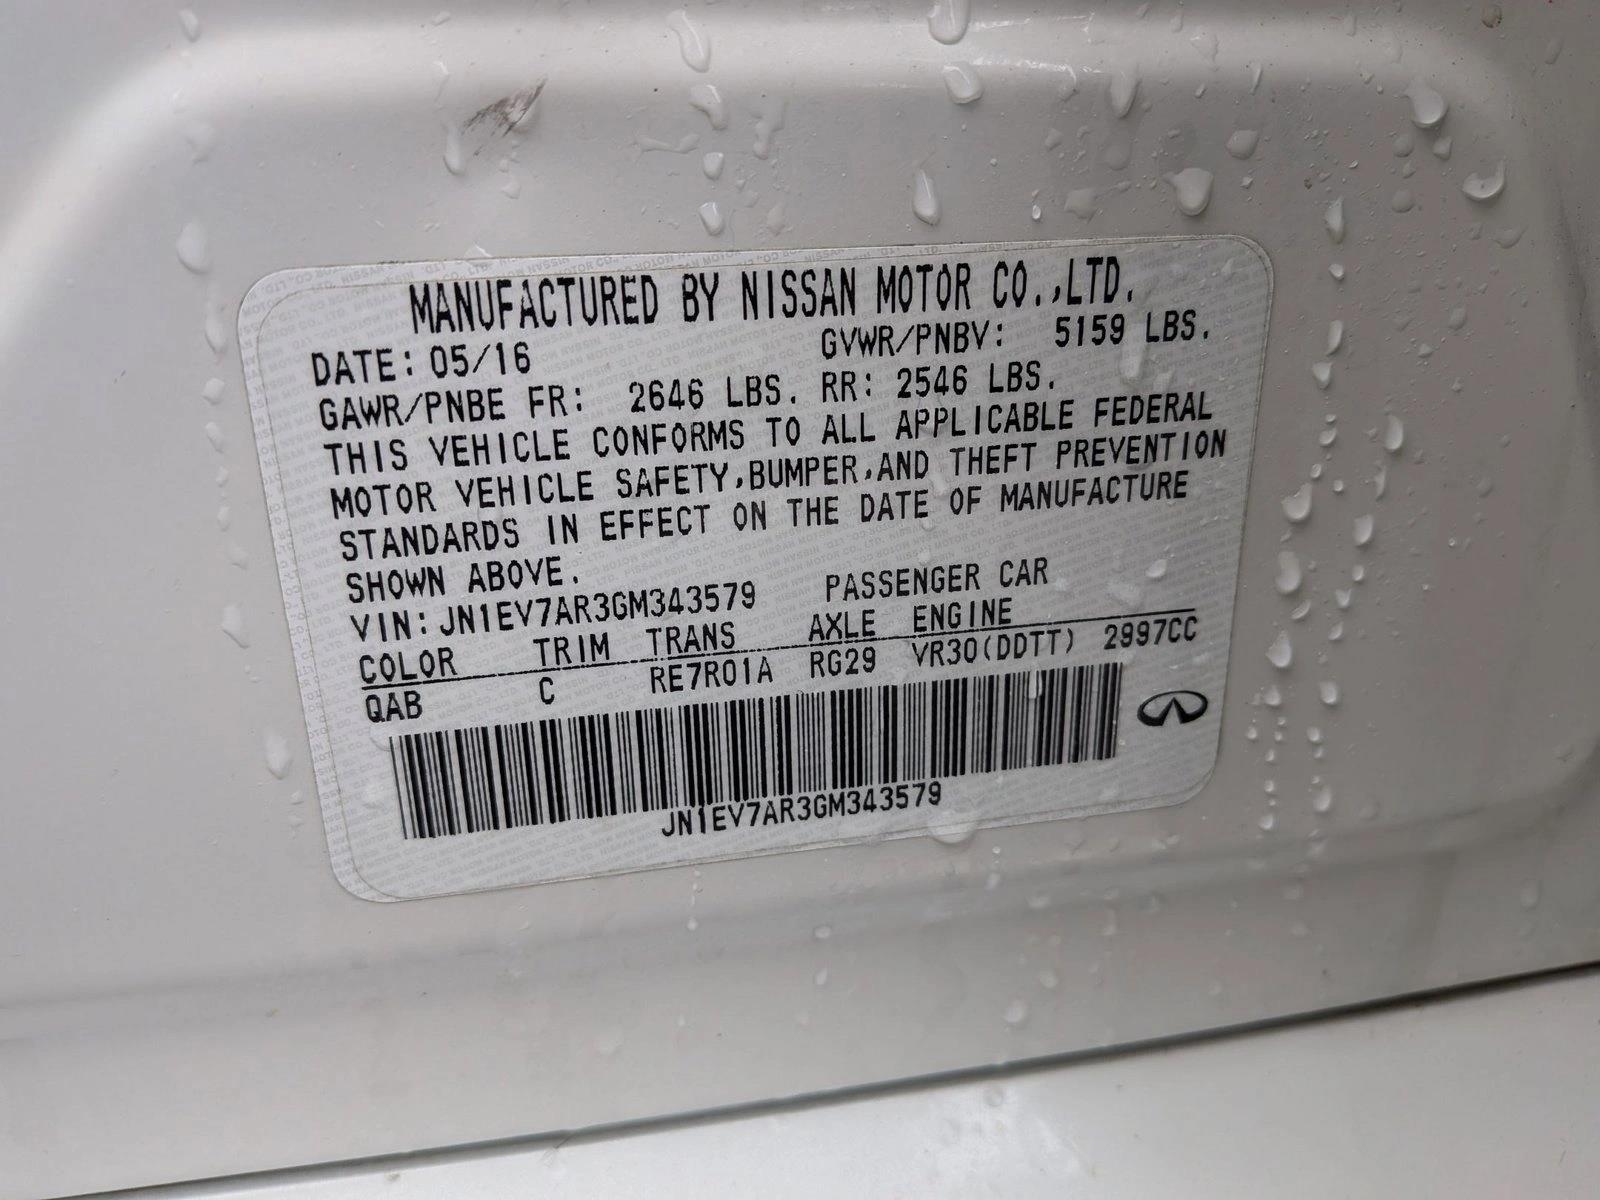 MANUFACTURED BY NISSAN MOTOR CO.,LTD.
DATE: 05/16 GVWR/PNBV: 5159 LBS.
GAWR/PNBE FR: 2646 LBS. RR: 2546 LBS.
THIS VEHICLE CONFORMS TO ALL APPLICABLE FEDERAL
MOTOR VEHICLE SAFETY,BUMPER,AND THEFT PREVENTION
STANDARDS IN EFFECT ON THE DATE OF MANUFACTURE
SHOWN ABOVE.
VIN: JN1EV7AR3GM343579 PASSENGER CAR
COLOR TRIM TRANS AXLE ENGINE
QAB C RE7R01A RG29 VR30(DDTT) 2997CC
JN1EV7AR3GM343579